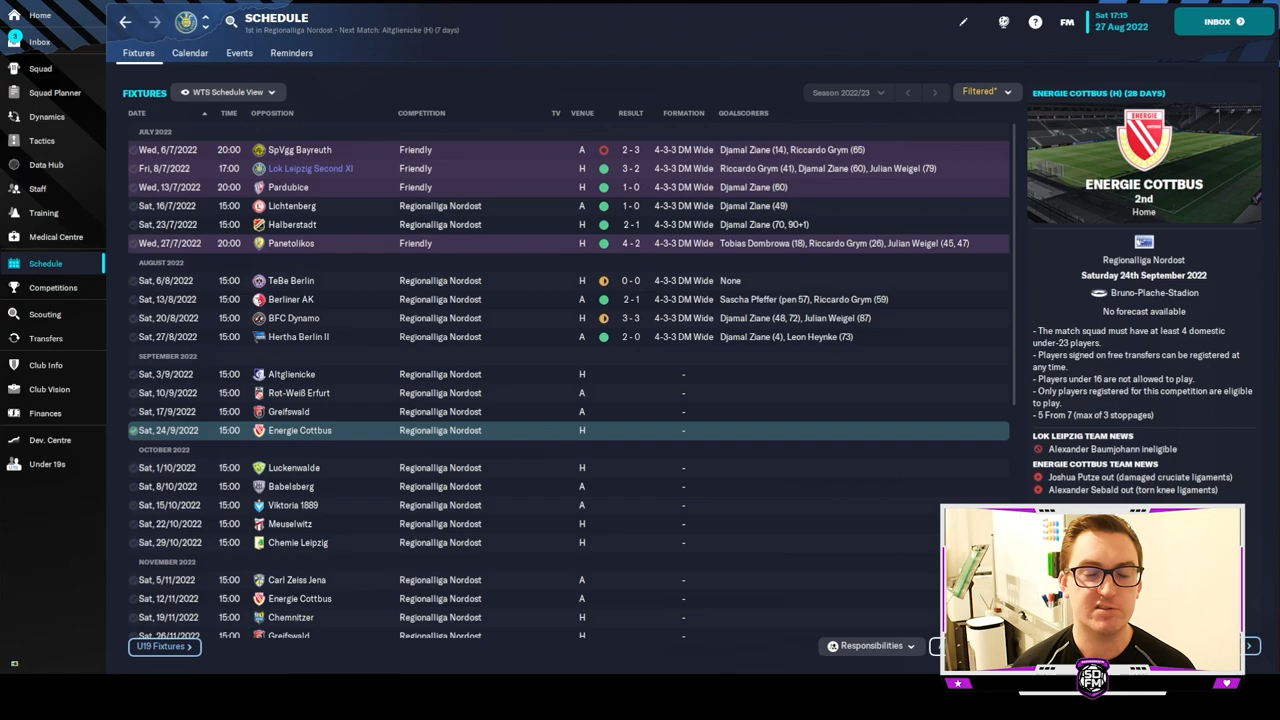 Home
3
Inbox
Squad
Squad Planner
Dynamics
Tactics
Data Hub
Staff
Training
Medical Centre
Schedule
Competitions
Scouting
Transfers
Club Info
Club Vision
Finances
Dev. Centre
Under 19s
SCHEDULE
1st in Regionalliga Nordost - Next Match: Altglienicke (H) (7 days)
FM
Sat 17:15
27 Aug 2022
INBOX
Fixtures Calendar Events Reminders
FIXTURES WTS Schedule View Season 2022/23 Filtered*
DATE TIME OPPOSITION COMPETITION TV VENUE RESULT FORMATION GOALSCORERS
JULY 2022
Wed, 6/7/2022 20:00 SpVgg Bayreuth Friendly A 2 - 3 4-3-3 DM Wide Djamal Ziane (14), Riccardo Grym (65)
Fri, 8/7/2022 17:00 Lok Leipzig Second XI Friendly H 3 - 2 4-3-3 DM Wide Riccardo Grym (41), Djamal Ziane (60), Julian Weigel (79)
Wed, 13/7/2022 20:00 Pardubice Friendly H 1 - 0 4-3-3 DM Wide Djamal Ziane (60)
Sat, 16/7/2022 15:00 Lichtenberg Regionalliga Nordost A 1 - 0 4-3-3 DM Wide Djamal Ziane (49)
Sat, 23/7/2022 15:00 Halberstadt Regionalliga Nordost H 2 - 1 4-3-3 DM Wide Djamal Ziane (70, 90+1)
Wed, 27/7/2022 20:00 Panetolikos Friendly H 4 - 2 4-3-3 DM Wide Tobias Dombrowa (18), Riccardo Grym (26), Julian Weigel (45, 47)
AUGUST 2022
Sat, 6/8/2022 15:00 TeBe Berlin Regionalliga Nordost H 0 - 0 4-3-3 DM Wide None
Sat, 13/8/2022 15:00 Berliner AK Regionalliga Nordost A 2 - 1 4-3-3 DM Wide Sascha Pfeffer (pen 57), Riccardo Grym (59)
Sat, 20/8/2022 15:00 BFC Dynamo Regionalliga Nordost H 3 - 3 4-3-3 DM Wide Djamal Ziane (48, 72), Julian Weigel (87)
Sat, 27/8/2022 15:00 Hertha Berlin II Regionalliga Nordost A 2 - 0 4-3-3 DM Wide Djamal Ziane (4), Leon Heynke (73)
SEPTEMBER 2022
Sat, 3/9/2022 15:00 Altglienicke Regionalliga Nordost H -
Sat, 10/9/2022 15:00 Rot-Weiß Erfurt Regionalliga Nordost A -
Sat, 17/9/2022 15:00 Greifswald Regionalliga Nordost A -
Sat, 24/9/2022 15:00 Energie Cottbus Regionalliga Nordost H -
OCTOBER 2022
Sat, 1/10/2022 15:00 Luckenwalde Regionalliga Nordost H -
Sat, 8/10/2022 15:00 Babelsberg Regionalliga Nordost A -
Sat, 15/10/2022 15:00 Viktoria 1889 Regionalliga Nordost A -
Sat, 22/10/2022 15:00 Meuselwitz Regionalliga Nordost H -
Sat, 29/10/2022 15:00 Chemie Leipzig Regionalliga Nordost H -
NOVEMBER 2022
Sat, 5/11/2022 15:00 Carl Zeiss Jena Regionalliga Nordost A -
Sat, 12/11/2022 15:00 Energie Cottbus Regionalliga Nordost A -
Sat, 19/11/2022 15:00 Chemnitzer Regionalliga Nordost H -
Sat, 26/11/2022 15:00 Greifswald Regionalliga Nordost H -
U19 Fixtures
Responsibilities
ENERGIE COTTBUS (H) (28 DAYS)
ENERGIE COTTBUS
2nd
Home
Regionalliga Nordost
Saturday 24th September 2022
Bruno-Plache-Stadion
No forecast available
- The match squad must have at least 4 domestic
under-23 players.
- Players signed on free transfers can be registered at
any time.
- Players under 16 are not allowed to play.
- Only players registered for this competition are eligible
to play.
- 5 From 7 (max of 3 stoppages)
LOK LEIPZIG TEAM NEWS
Alexander Baumjohann ineligible
ENERGIE COTTBUS TEAM NEWS
Joshua Putze out (damaged cruciate ligaments)
Alexander Sebald out (torn knee ligaments)